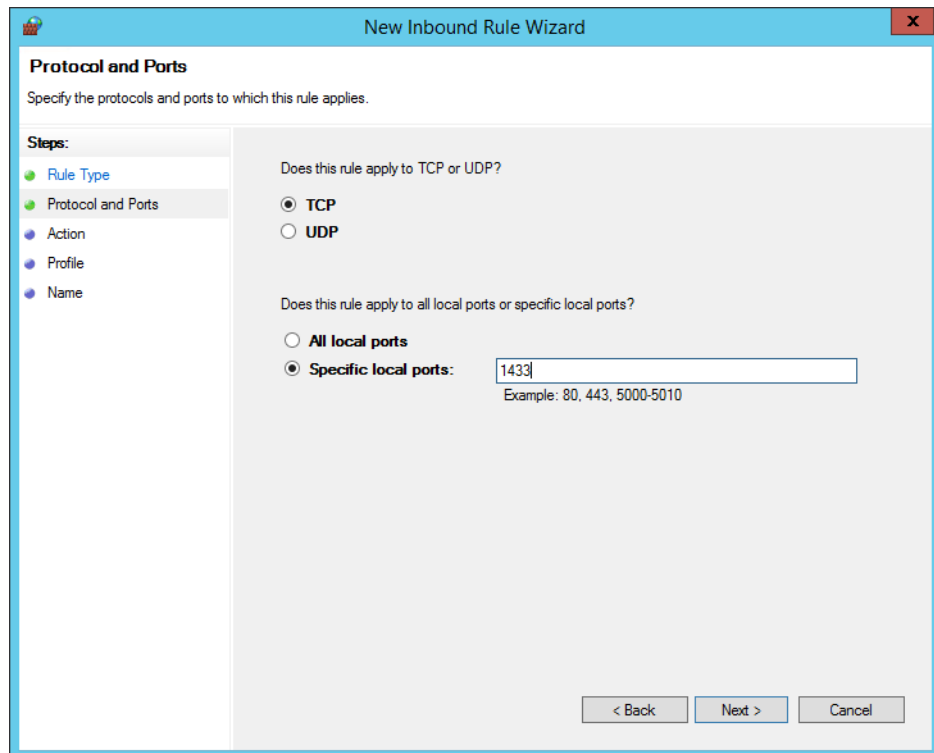 New Inbound Rule Wizard
x
Protocol and Ports
Specify the protocols and ports to which this rule applies.
Steps:
Rule Type
Protocol and Ports
Action
Profile
Name
Does this rule apply to TCP or UDP?
TCP
UDP
Does this rule apply to all local ports or specific local ports?
All local ports
Specific local ports: 1433
Example: 80, 443, 5000-5010
< Back Next > Cancel